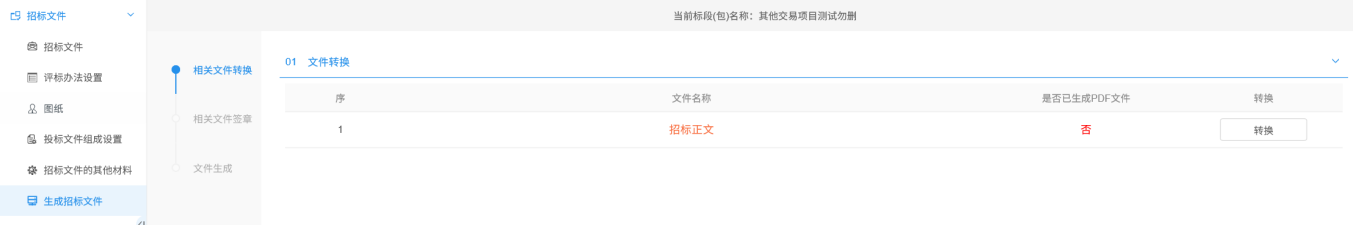 招标文件
招标文件
评标办法设置
图纸
投标文件组成设置
招标文件的其他材料
生成招标文件
当前标段(包)名称：其他交易项目测试勿删
相关文件转换
相关文件签章
文件生成
01 文件转换
序 文件名称 是否已生成PDF文件 转换
1 招标正文 否 转换